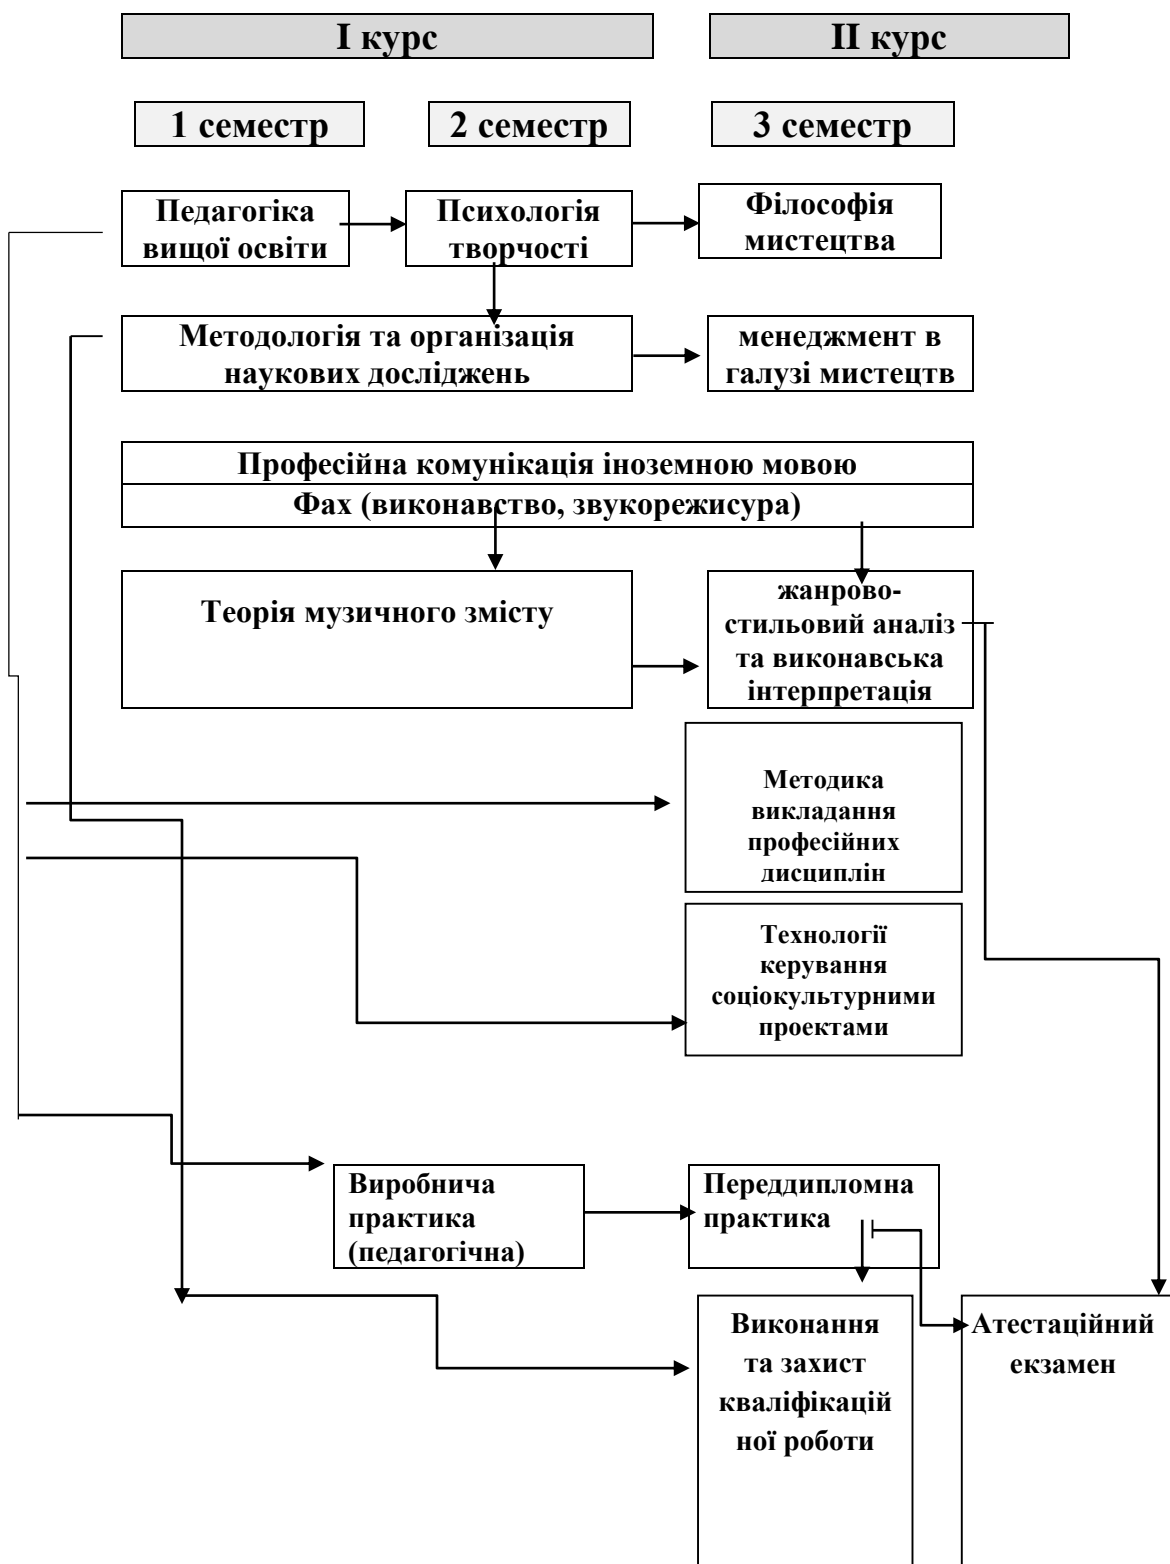 I курс
II курс
1 семестр
2 семестр
3 семестр
Педагогіка
вищої освіти
Психологія
творчості
Філософія
мистецтва
Методологія та організація
наукових досліджень
менеджмент в
галузі мистецтв
Професійна комунікація іноземною мовою
Фах (виконавство, звукорежисура)
Теорія музичного змісту
жанрово-
стильовий аналіз
та виконавська
інтерпретація
Методика
викладання
професійних
дисциплін
Технології
керування
соціокультурними
проектами
Виробнича
практика
(педагогічна)
Переддипломна
практика
Виконання
та захист
кваліфікацій
ної роботи
Атестаційний
екзамен